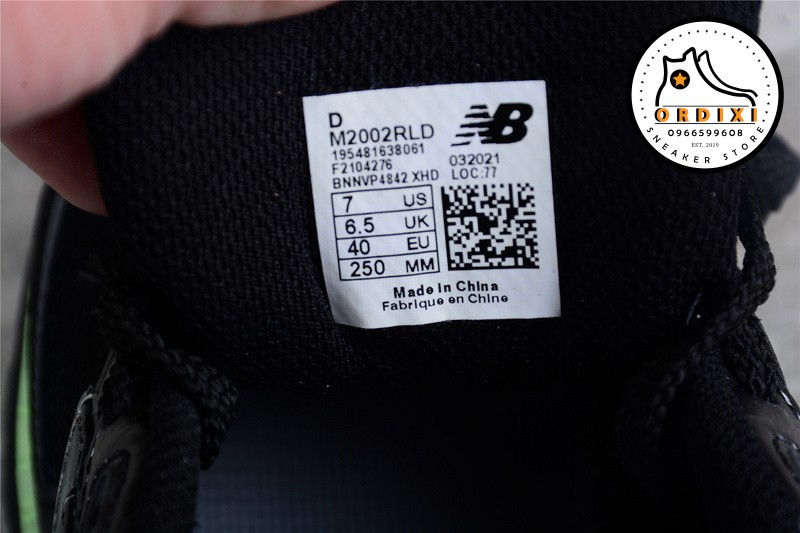 D
M2002RLD
195481638061
F2104276
BNNVP4842 XHD
NB
032021
LOC:77
7 US
6.5 UK
40 EU
250 MM
Made in China
Fabrique en Chine
ORDIXI
0966599608
EST. 2019
SNEAKER STORE